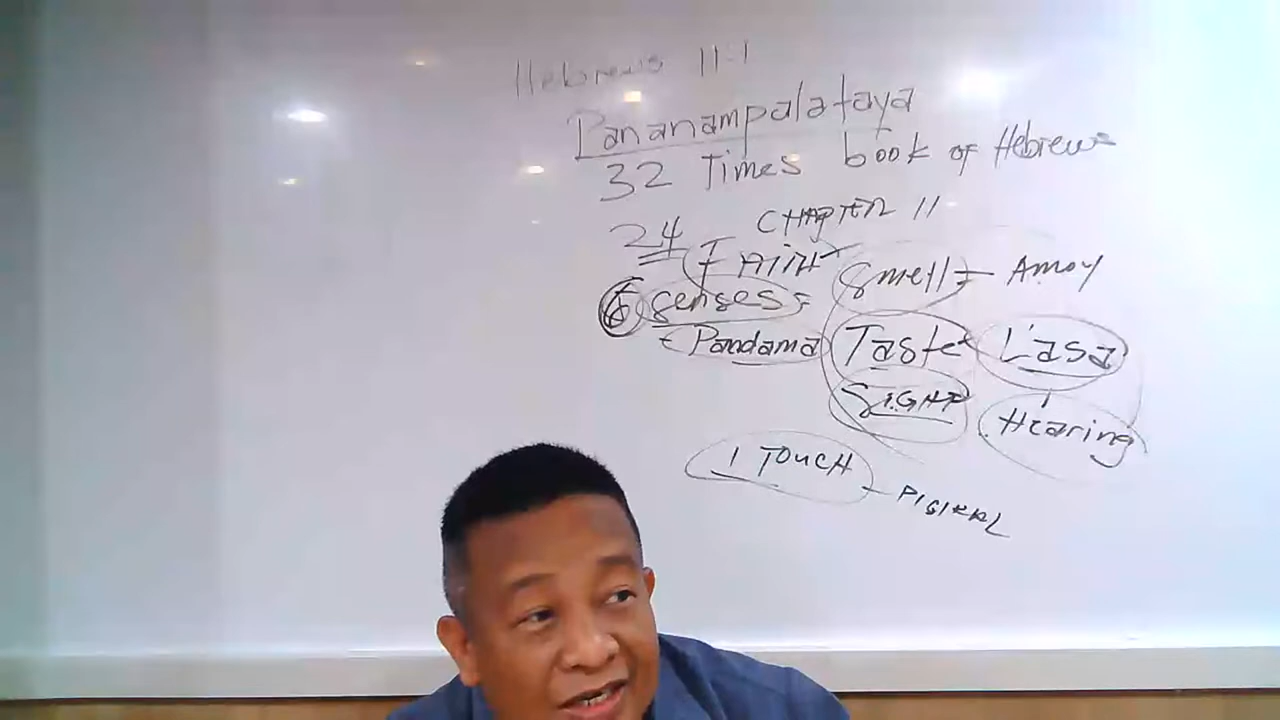 Hebrews 11:1
Pananampalataya
32 Times book of Hebrews
24 CHAPTER 11
FAITH Smell = Amoy
senses =
- Pandama Taste Lasa
SIGHT Hearing
1 TOUCH - PISIKAL